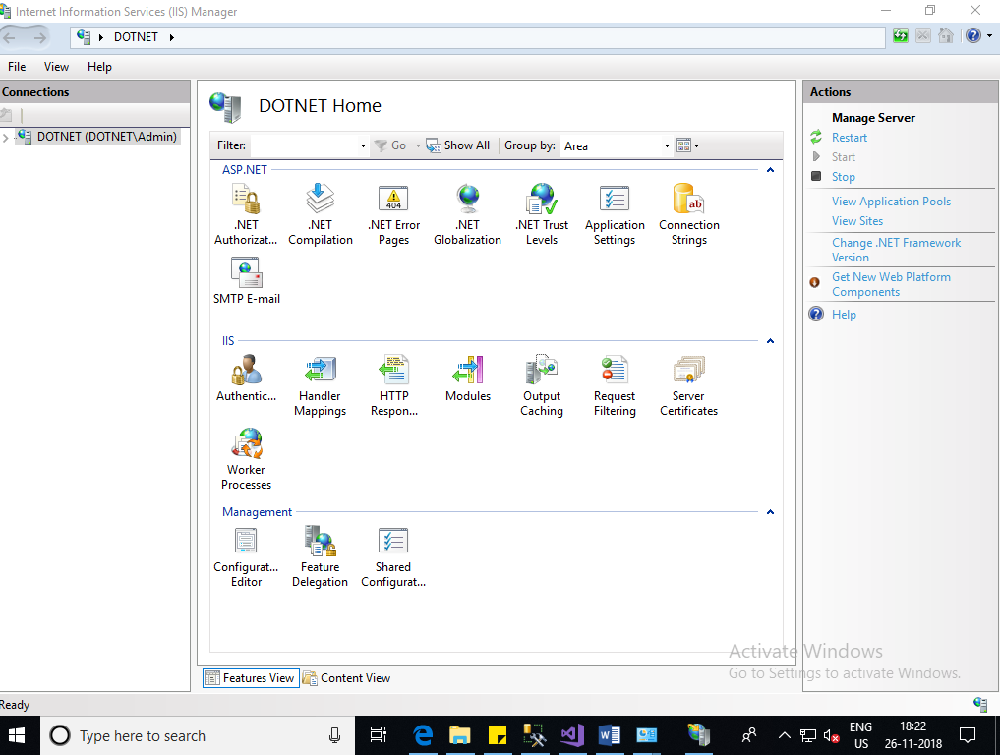 Internet Information Services (IIS) Manager
DOTNET
File View Help
Connections
DOTNET (DOTNET\Admin)
DOTNET Home
Filter: Go Show All Group by: Area
ASP.NET
.NET Authorizat...
.NET Compilation
.NET Error Pages
404
.NET Globalization
.NET Trust Levels
Application Settings
ab
Connection Strings
SMTP E-mail
IIS
Authentic...
Handler Mappings
HTTP Respon...
Modules
Output Caching
Request Filtering
Server Certificates
Worker Processes
Management
Configurat... Editor
Feature Delegation
Shared Configurat...
Features View Content View
Actions
Manage Server
Restart
Start
Stop
View Application Pools
View Sites
Change .NET Framework
Version
Get New Web Platform
Components
Help
Activate Windows
Go to Settings to activate Windows.
Ready
Type here to search
ENG
US
18:22
26-11-2018